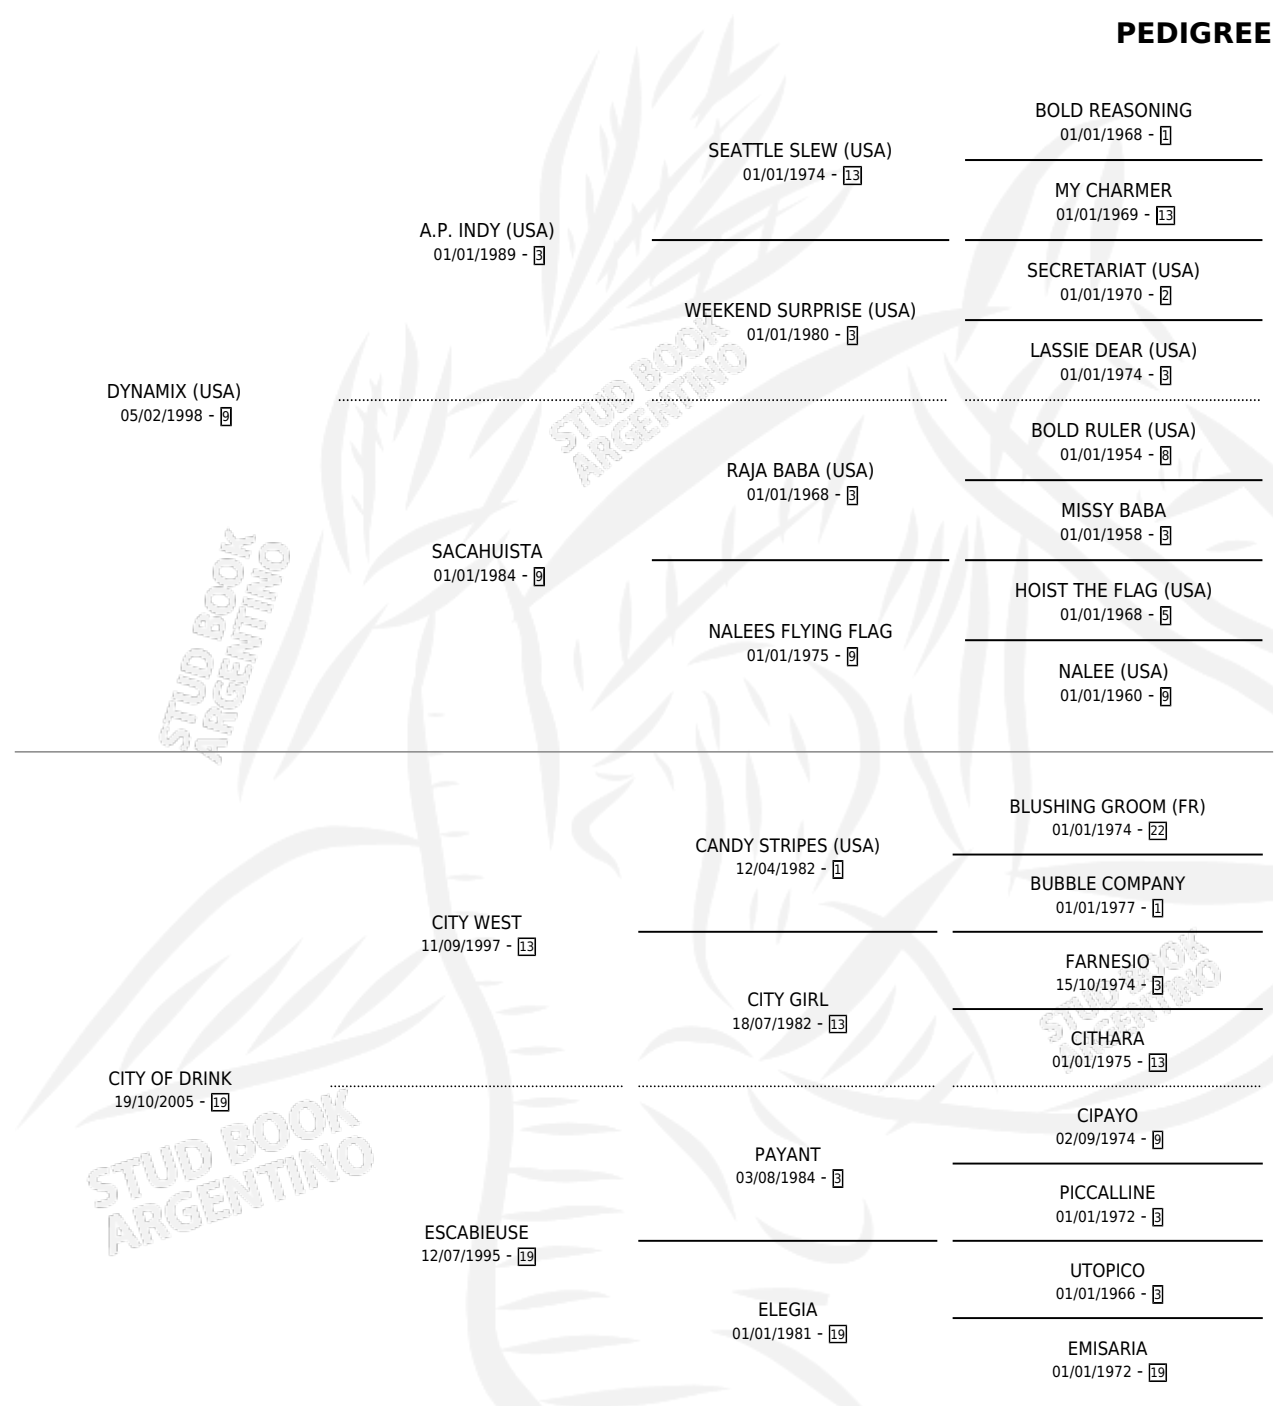 PEDIGREE
BOLD REASONING
01/01/1968 - 1
SEATTLE SLEW (USA)
01/01/1974 - 13
MY CHARMER
01/01/1969 - 13
A.P. INDY (USA)
01/01/1989 - 3
SECRETARIAT (USA)
01/01/1970 - 2
WEEKEND SURPRISE (USA)
01/01/1980 - 3
LASSIE DEAR (USA)
01/01/1974 - 3
DYNAMIX (USA)
05/02/1998 - 9
BOLD RULER (USA)
01/01/1954 - 8
RAJA BABA (USA)
01/01/1968 - 3
MISSY BABA
01/01/1958 - 3
SACAHUISTA
01/01/1984 - 9
HOIST THE FLAG (USA)
01/01/1968 - 5
NALEES FLYING FLAG
01/01/1975 - 9
NALEE (USA)
01/01/1960 - 9
BLUSHING GROOM (FR)
01/01/1974 - 22
CANDY STRIPES (USA)
12/04/1982 - 1
BUBBLE COMPANY
01/01/1977 - 1
CITY WEST
11/09/1997 - 13
FARNESIO
15/10/1974 - 3
CITY GIRL
18/07/1982 - 13
CITHARA
01/01/1975 - 13
CITY OF DRINK
19/10/2005 - 19
CIPAYO
02/09/1974 - 9
PAYANT
03/08/1984 - 3
PICCALLINE
01/01/1972 - 3
ESCABIEUSE
12/07/1995 - 19
UTOPICO
01/01/1966 - 3
ELEGIA
01/01/1981 - 19
EMISARIA
01/01/1972 - 19
STUD BOOK
ARGENTINO
STUD BOOK
ARGENTINO
STUD BOOK
ARGENTINO
STUD BOOK
ARGENTINO